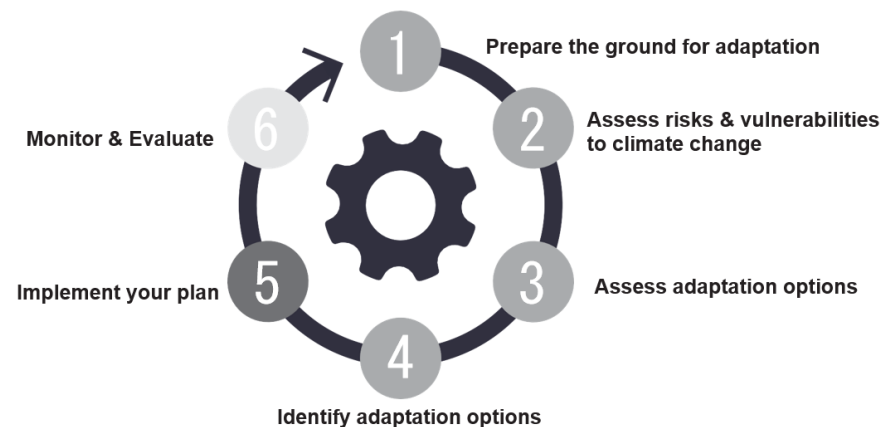 1
Prepare the ground for adaptation
2
Assess risks & vulnerabilities
to climate change
3
Assess adaptation options
4
Identify adaptation options
5
Implement your plan
6
Monitor & Evaluate